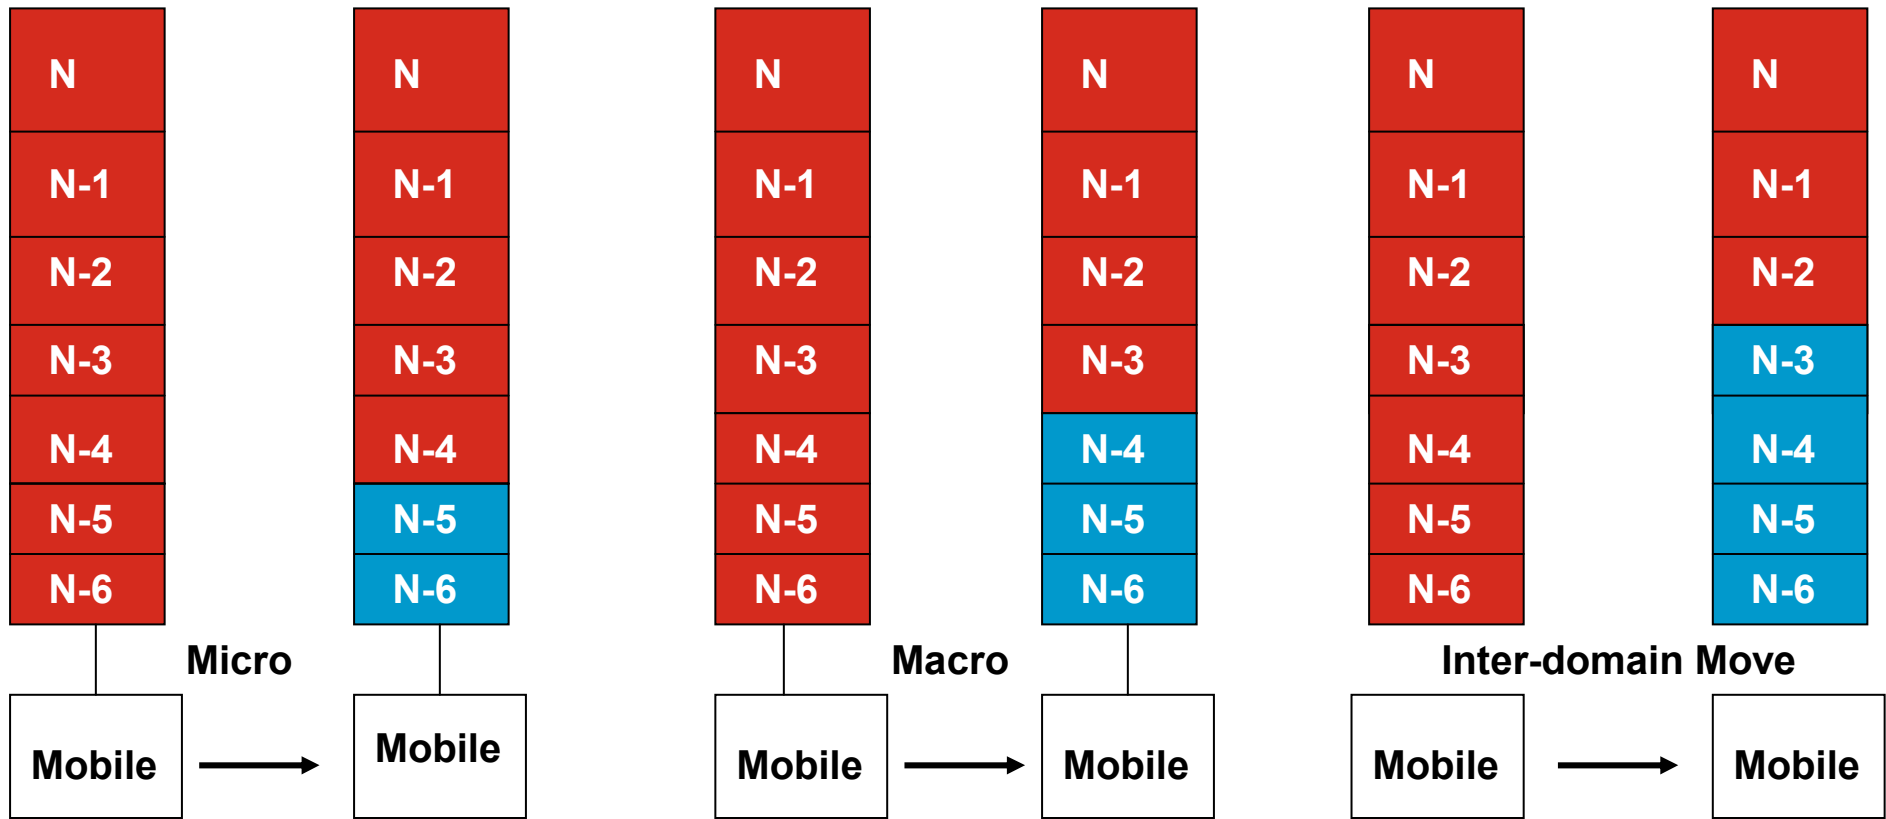 N N N N N N
N-1 N-1 N-1 N-1 N-1 N-1
N-2 N-2 N-2 N-2 N-2 N-2
N-3 N-3 N-3 N-3 N-3 N-3
N-4 N-4 N-4 N-4 N-4 N-4
N-5 N-5 N-5 N-5 N-5 N-5
N-6 N-6 N-6 N-6 N-6 N-6
Micro Macro Inter-domain Move
Mobile Mobile Mobile Mobile Mobile Mobile